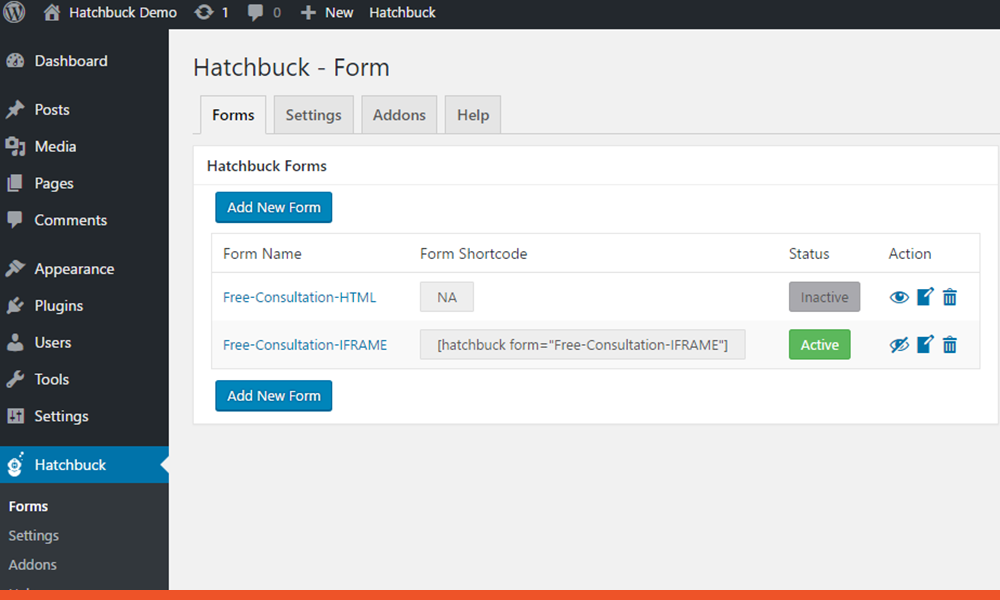 Hatchbuck Demo 1 0 New Hatchbuck
Dashboard
Posts
Media
Pages
Comments
Appearance
Plugins
Users
Tools
Settings
Hatchbuck
Forms
Settings
Addons
Hatchbuck - Form
Forms Settings Addons Help
Hatchbuck Forms
Add New Form
Form Name Form Shortcode Status Action
Free-Consultation-HTML NA Inactive
Free-Consultation-IFRAME [hatchbuck form="Free-Consultation-IFRAME"] Active
Add New Form